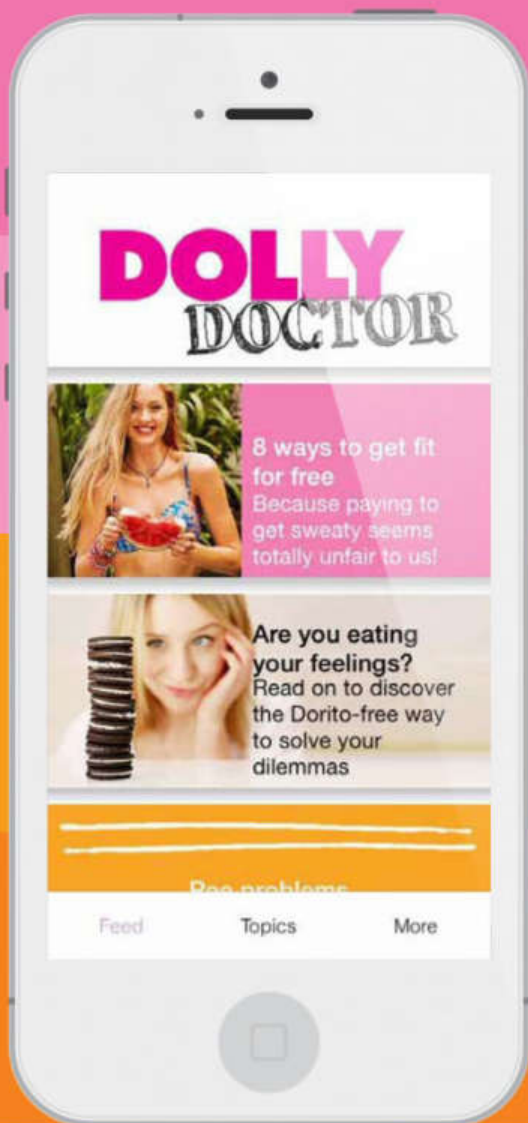 DOLLY
DOCTOR
8 ways to get fit
for free
Because paying to
get sweaty seems
totally unfair to us!
Are you eating
your feelings?
Read on to discover
the Dorito-free way
to solve your
dilemmas
Pee problems
Feed Topics More